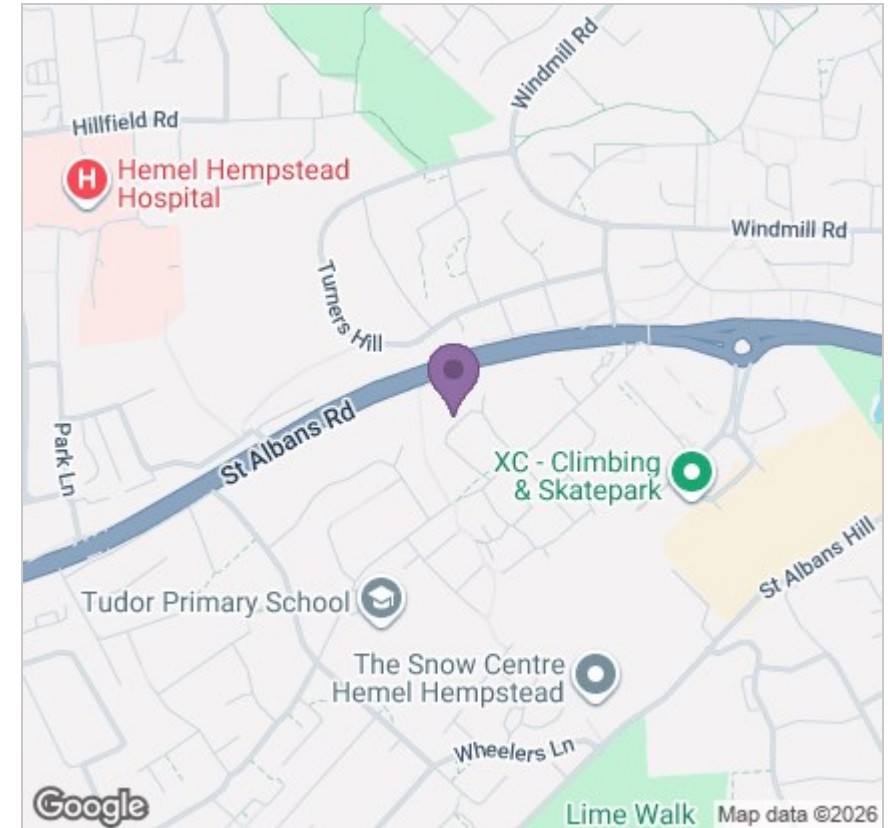 Windmill Rd
Hillfield Rd
H
Hemel Hempstead
Hospital
Windmill Rd
Turners Hill
St Albans Rd
Park Ln
XC - Climbing
& Skatepark
St Albans Hill
Tudor Primary School
The Snow Centre
Hemel Hempstead
Wheelers Ln
Google
Lime Walk
Map data ©2026